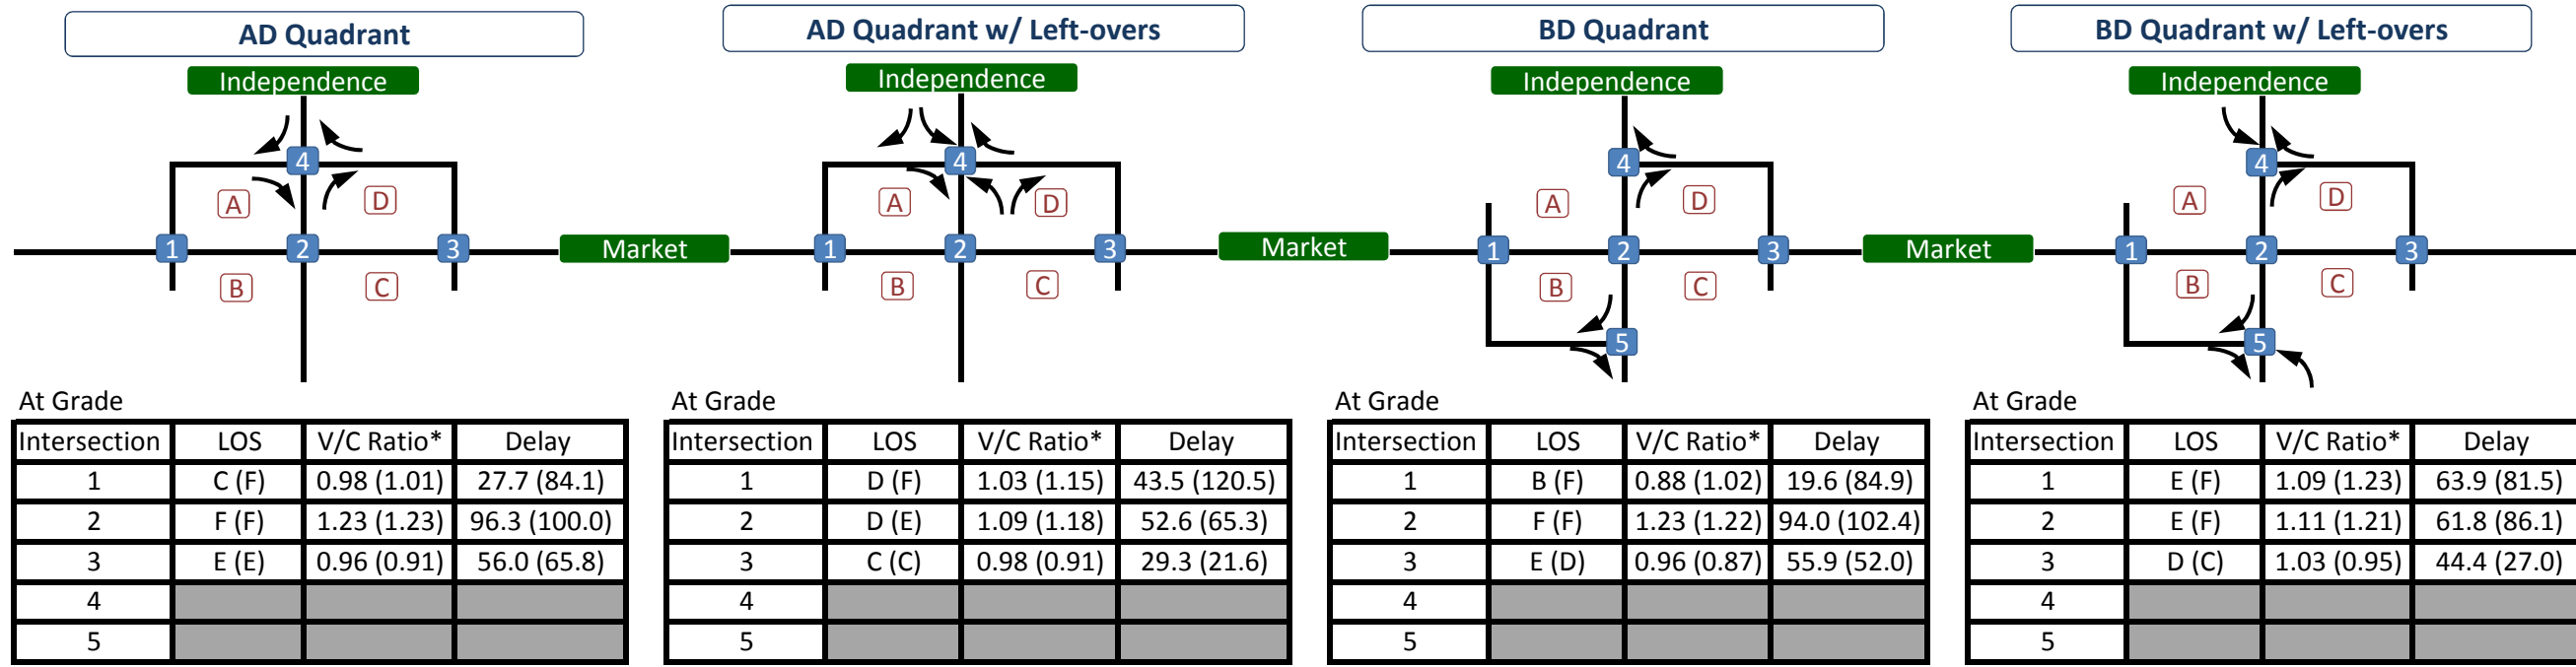 AD Quadrant
Independence
4
A
D
1
2
3
B
C
Market
At Grade
Intersection LOS V/C Ratio* Delay
1 C (F) 0.98 (1.01) 27.7 (84.1)
2 F (F) 1.23 (1.23) 96.3 (100.0)
3 E (E) 0.96 (0.91) 56.0 (65.8)
4
5
AD Quadrant w/ Left-overs
Independence
4
A
D
1
2
3
B
C
Market
At Grade
Intersection LOS V/C Ratio* Delay
1 D (F) 1.03 (1.15) 43.5 (120.5)
2 D (E) 1.09 (1.18) 52.6 (65.3)
3 C (C) 0.98 (0.91) 29.3 (21.6)
4
5
BD Quadrant
Independence
4
A
D
1
2
3
B
C
5
Market
At Grade
Intersection LOS V/C Ratio* Delay
1 B (F) 0.88 (1.02) 19.6 (84.9)
2 F (F) 1.23 (1.22) 94.0 (102.4)
3 E (D) 0.96 (0.87) 55.9 (52.0)
4
5
BD Quadrant w/ Left-overs
Independence
4
A
D
1
2
3
B
C
5
At Grade
Intersection LOS V/C Ratio* Delay
1 E (F) 1.09 (1.23) 63.9 (81.5)
2 E (F) 1.11 (1.21) 61.8 (86.1)
3 D (C) 1.03 (0.95) 44.4 (27.0)
4
5